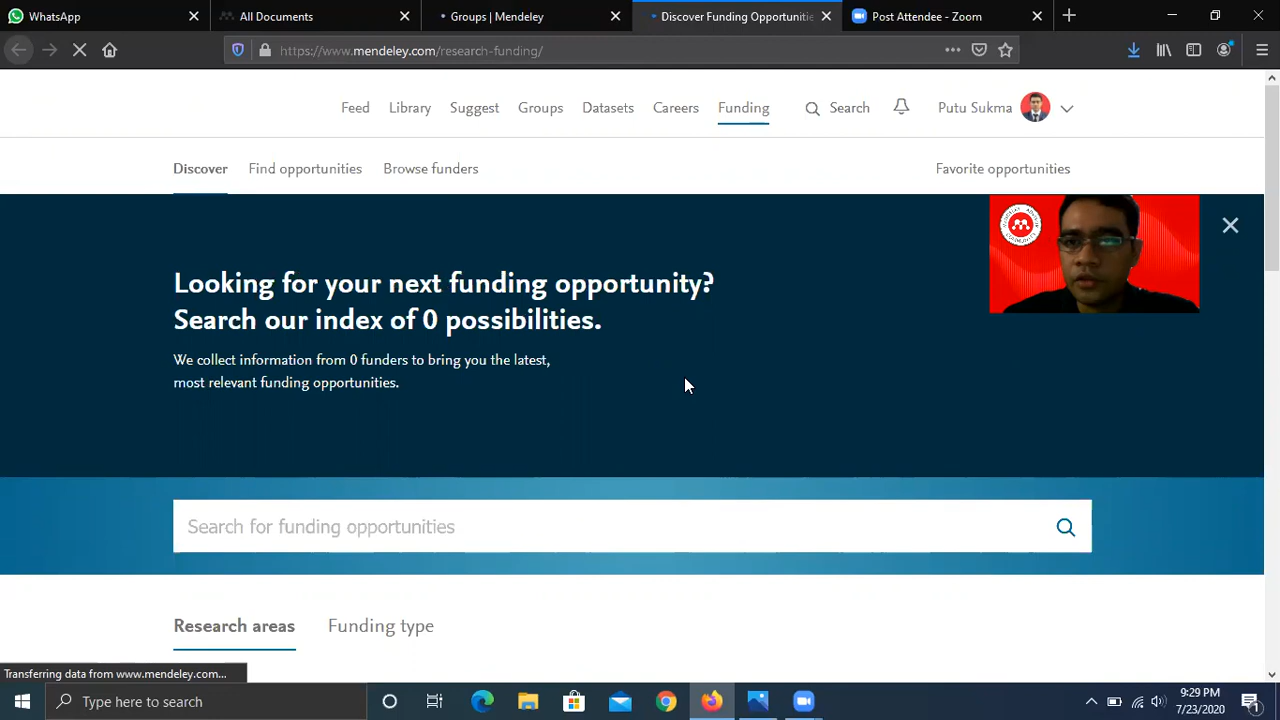 WhatsApp
All Documents
Groups | Mendeley
Discover Funding Opportunitie
Post Attendee - Zoom
https://www.mendeley.com/research-funding/
Feed
Library
Suggest
Groups
Datasets
Careers
Funding
Search
Putu Sukma
Discover
Find opportunities
Browse funders
Favorite opportunities
Looking for your next funding opportunity?
Search our index of 0 possibilities.
We collect information from 0 funders to bring you the latest,
most relevant funding opportunities.
Search for funding opportunities
Research areas
Funding type
Transferring data from www.mendeley.com...
Type here to search
9:29 PM
7/23/2020